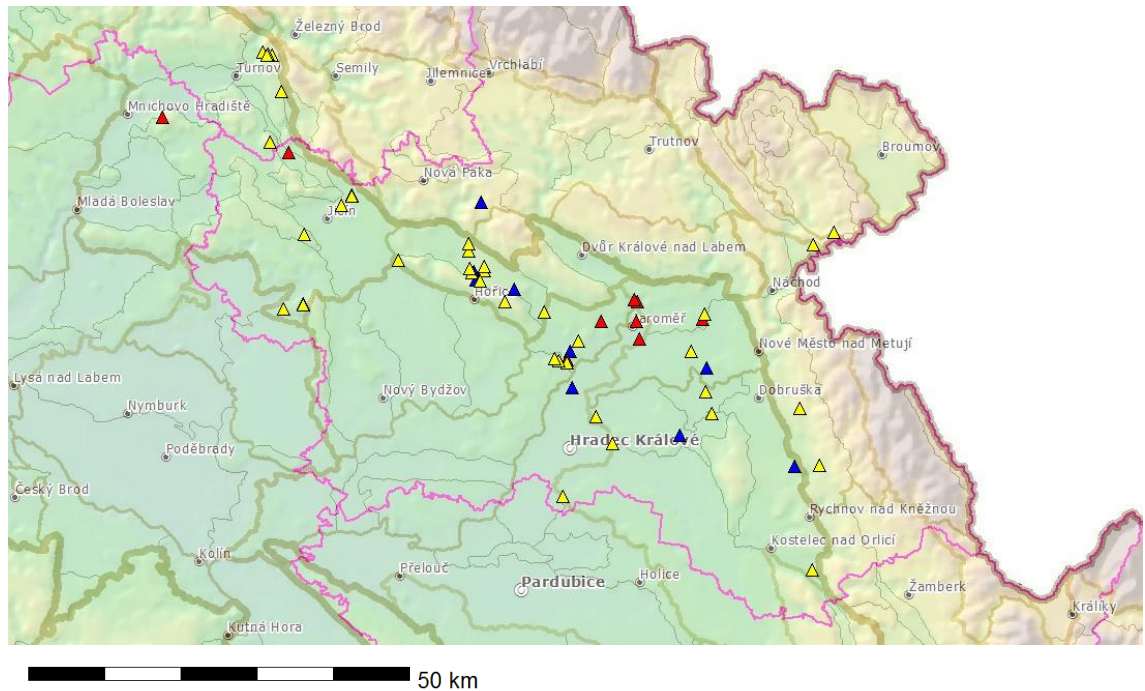 Železný Brod
Turnov
Semily
Jilemnice
Vrchlabí
Mnichovo Hradiště
Trutnov
Broumov
Nová Paka
Mladá Boleslav
Jičín
Dvůr Králové nad Labem
Náchod
Hořic
Jaroměř
Nové Město nad Metují
Lysá nad Labem
Nový Bydžov
Dobruška
Nymburk
Hradec Králové
Poděbrady
Český Brod
Rychnov nad Kněžnou
Kostelec nad Orlicí
Kolín
Přelouč
Pardubice
Holice
Žamberk
Králíky
Kutná Hora
50 km